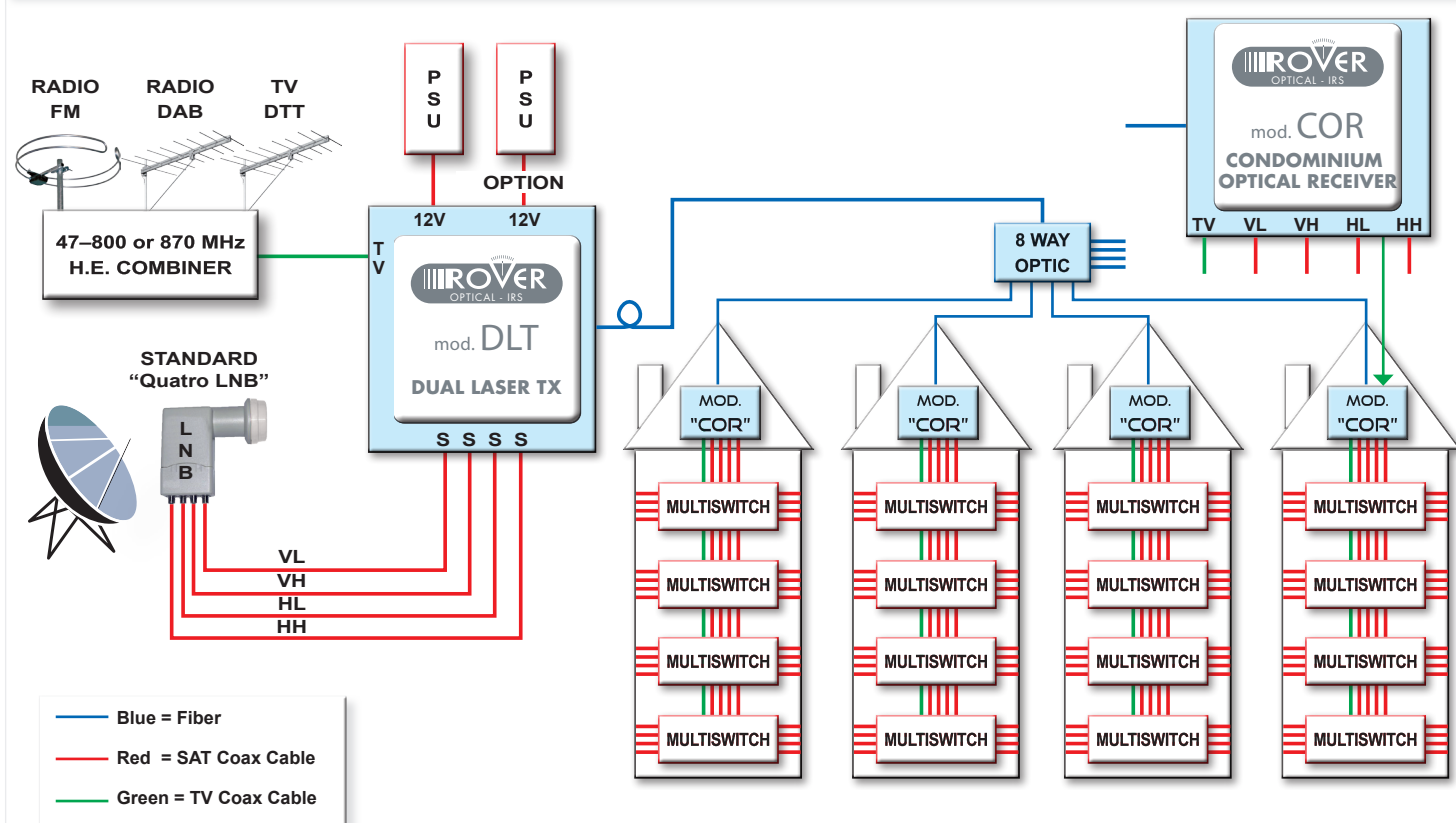 RADIO
FM
RADIO
DAB
TV
DTT
47–800 or 870 MHz
H.E. COMBINER
P
S
U
P
S
U
OPTION
12V
12V
T
V
ROVER
OPTICAL - IRS
mod. DLT
DUAL LASER TX
S S S S
STANDARD
“Quatro LNB”
L
N
B
VL
VH
HL
HH
8 WAY
OPTIC
ROVER
OPTICAL - IRS
mod. COR
CONDOMINIUM
OPTICAL RECEIVER
TV VL VH HL HH
MOD.
"COR"
MULTISWITCH
MULTISWITCH
MULTISWITCH
MULTISWITCH
MOD.
"COR"
MULTISWITCH
MULTISWITCH
MULTISWITCH
MULTISWITCH
MOD.
"COR"
MULTISWITCH
MULTISWITCH
MULTISWITCH
MULTISWITCH
MOD.
"COR"
MULTISWITCH
MULTISWITCH
MULTISWITCH
MULTISWITCH
Blue = Fiber
Red = SAT Coax Cable
Green = TV Coax Cable